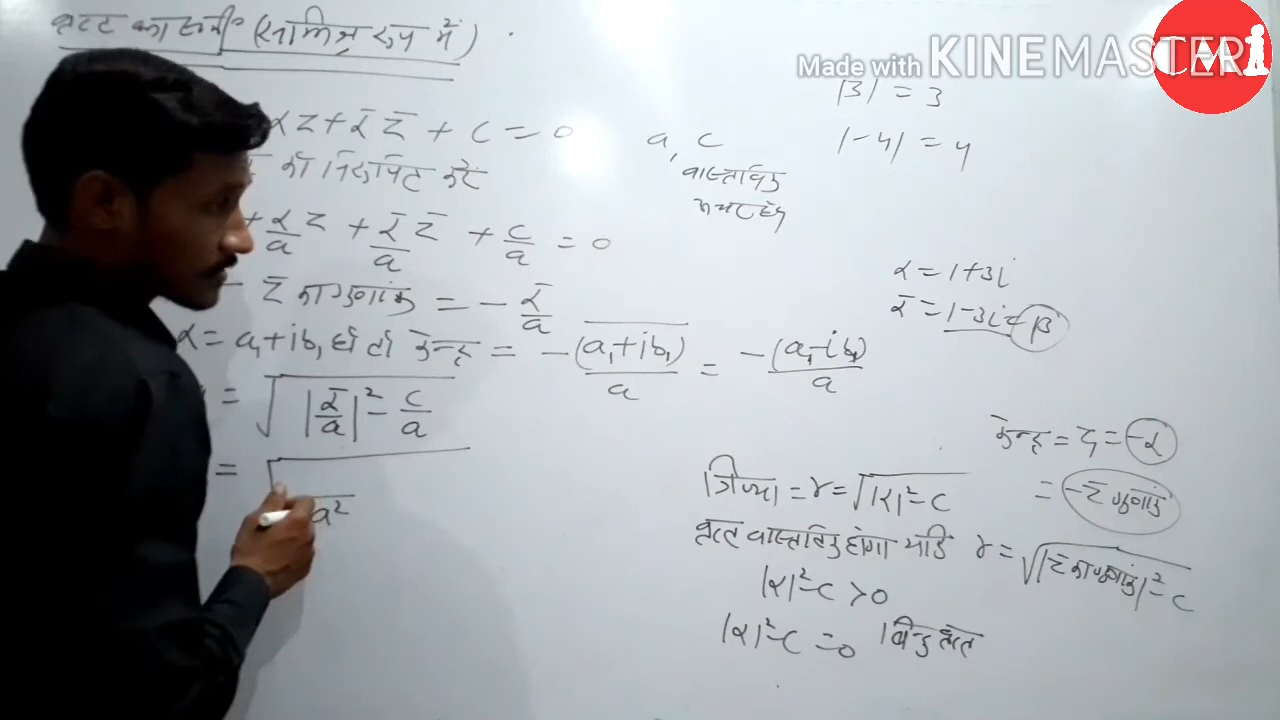 वृत्त का समी० (सम्मिश्र रूप में)
αz + ᾱ z̄ + c = 0
को निरूपित करे
+ α/a z + ᾱ/a z̄ + c/a = 0
- z̄ का गुणांक = - ᾱ/a
α = a₁+ib₁ हो तो केन्द्र = -(a₁+ib₁)‾/a = -(a₁-ib₁)/a
= √(|ᾱ/a|² - c/a)
= √ a²
a, c
वास्तविक
|3| = 3
|-4| = 4
α = 1+3i
ᾱ = 1-3i = β
केन्द्र = -α
= -z̄ गुणांक
त्रिज्या = r = √(|α|² - c)
वृत्त वास्तविक होगा यदि r = √(|z̄ का गुणांक|² - c)
|α|² - c > 0
|α|² - c = 0 बिन्दु वृत्त
Made with KINEMASTER
CM1